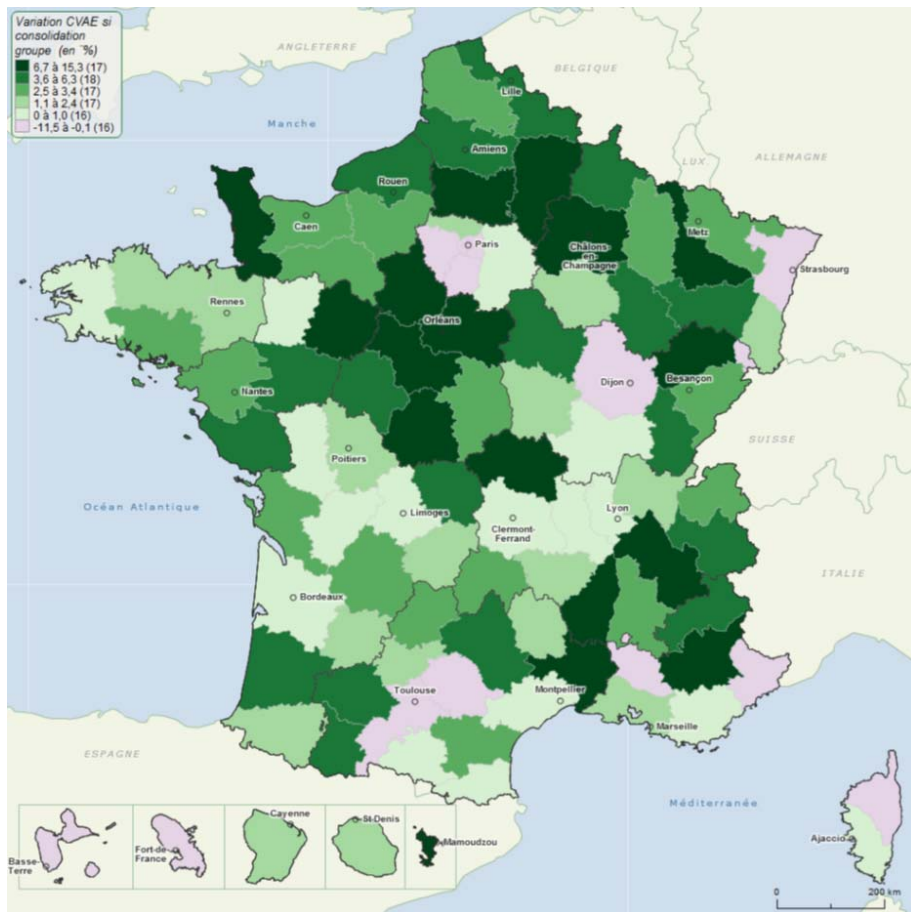 Variation CVAE si
consolidation
groupe (en %)
6,7 à 15,3 (17)
3,6 à 6,3 (18)
2,5 à 3,4 (17)
1,1 à 2,4 (17)
0 à 1,0 (16)
-11,5 à -0,1 (16)
ANGLETERRE
BELGIQUE
Lille
Manche
Amiens
LUX.
ALLEMAGNE
Rouen
Caen
Metz
Paris
Châlons-
en-
Champagne
Strasbourg
Rennes
Orléans
Dijon
Besançon
Nantes
SUISSE
Poitiers
Océan Atlantique
Limoges
Lyon
Clermont-
Ferrand
ITALIE
Bordeaux
Toulouse
Montpellier
Marseille
ESPAGNE
Méditerranée
Ajaccio
Cayenne
St-Denis
Mamoudzou
Basse-
Terre
Fort-de-
France
0
200 km